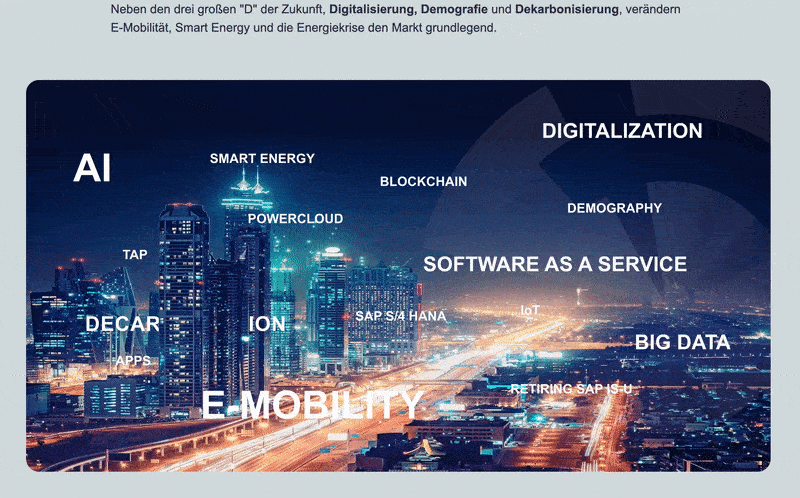 Neben den drei großen "D" der Zukunft, Digitalisierung, Demografie und Dekarbonisierung, verändern
E-Mobilität, Smart Energy und die Energiekrise den Markt grundlegend.
DIGITALIZATION
AI
SMART ENERGY
BLOCKCHAIN
DEMOGRAPHY
POWERCLOUD
TAP
SOFTWARE AS A SERVICE
SAP S/4 HANA
IoT
DECAR ION
BIG DATA
APPS
RETIRING SAP IS-U
E-MOBILITY